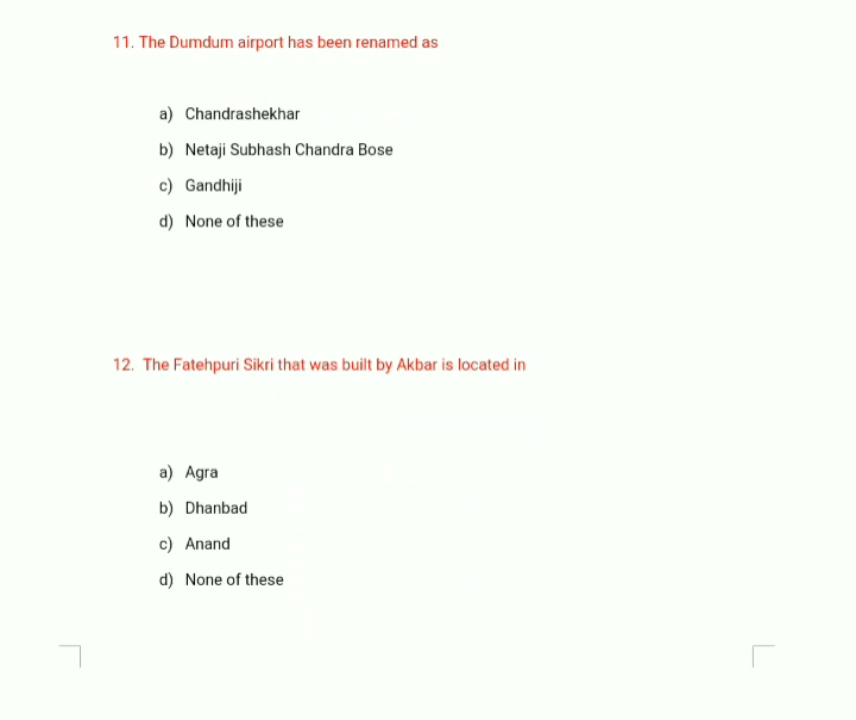 11. The Dumdum airport has been renamed as
a) Chandrashekhar
b) Netaji Subhash Chandra Bose
c) Gandhiji
d) None of these
12. The Fatehpuri Sikri that was built by Akbar is located in
a) Agra
b) Dhanbad
c) Anand
d) None of these